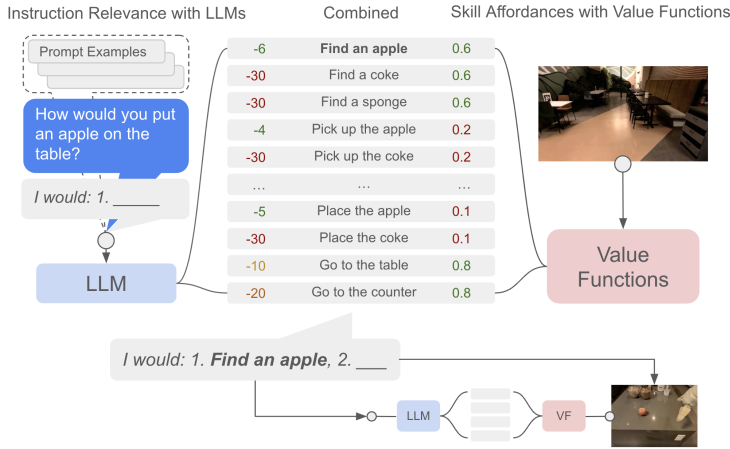 Instruction Relevance with LLMs
Combined
Skill Affordances with Value Functions
Prompt Examples
How would you put
an apple on the
table?
I would: 1. _____
LLM
-6 Find an apple 0.6
-30 Find a coke 0.6
-30 Find a sponge 0.6
-4 Pick up the apple 0.2
-30 Pick up the coke 0.2
... ... ...
-5 Place the apple 0.1
-30 Place the coke 0.1
-10 Go to the table 0.8
-20 Go to the counter 0.8
Value
Functions
I would: 1. Find an apple, 2. ___
LLM
VF